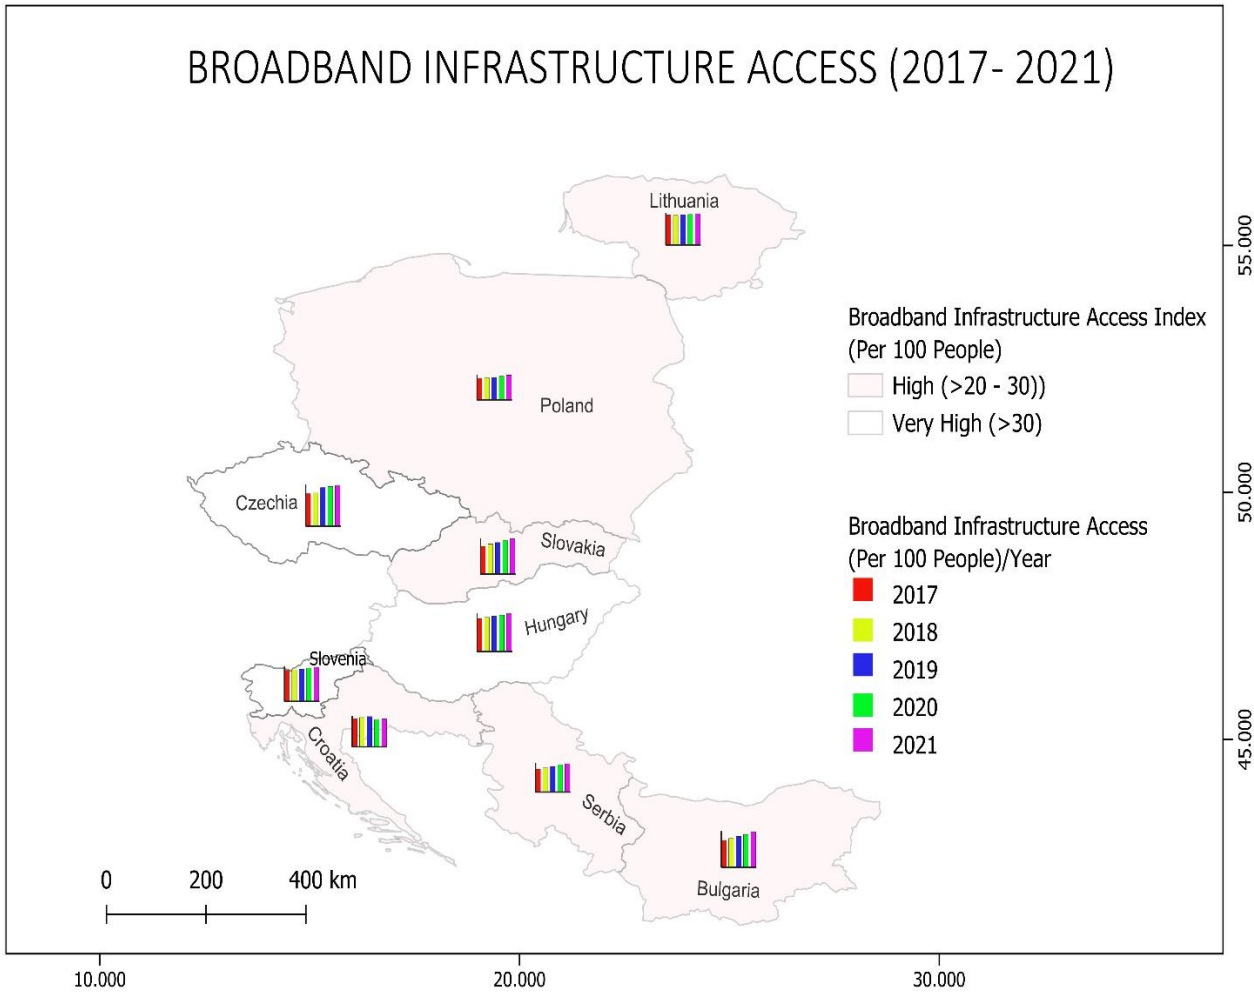 BROADBAND INFRASTRUCTURE ACCESS (2017- 2021)
Lithuania
Poland
Czechia
Slovakia
Hungary
Slovenia
Croatia
Serbia
Bulgaria
Broadband Infrastructure Access Index
(Per 100 People)
High (>20 - 30))
Very High (>30)
Broadband Infrastructure Access
(Per 100 People)/Year
2017
2018
2019
2020
2021
55.000
50.000
45.000
0 200 400 km
10.000 20.000 30.000